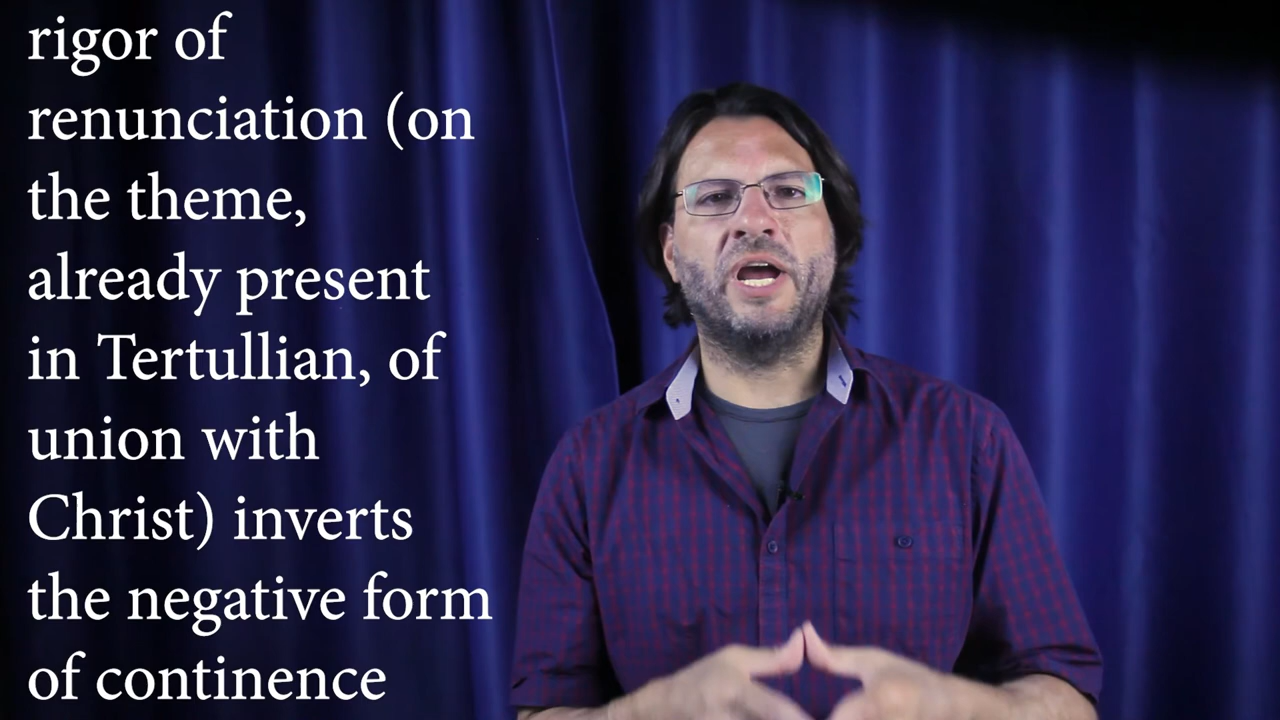 rigor of
renunciation (on
the theme,
already present
in Tertullian, of
union with
Christ) inverts
the negative form
of continence